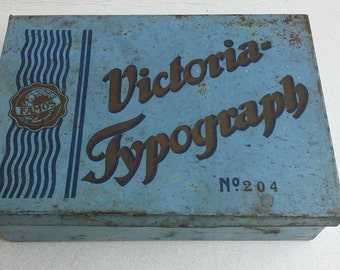 FAMOS
Victoria-
Typograph
No. 204